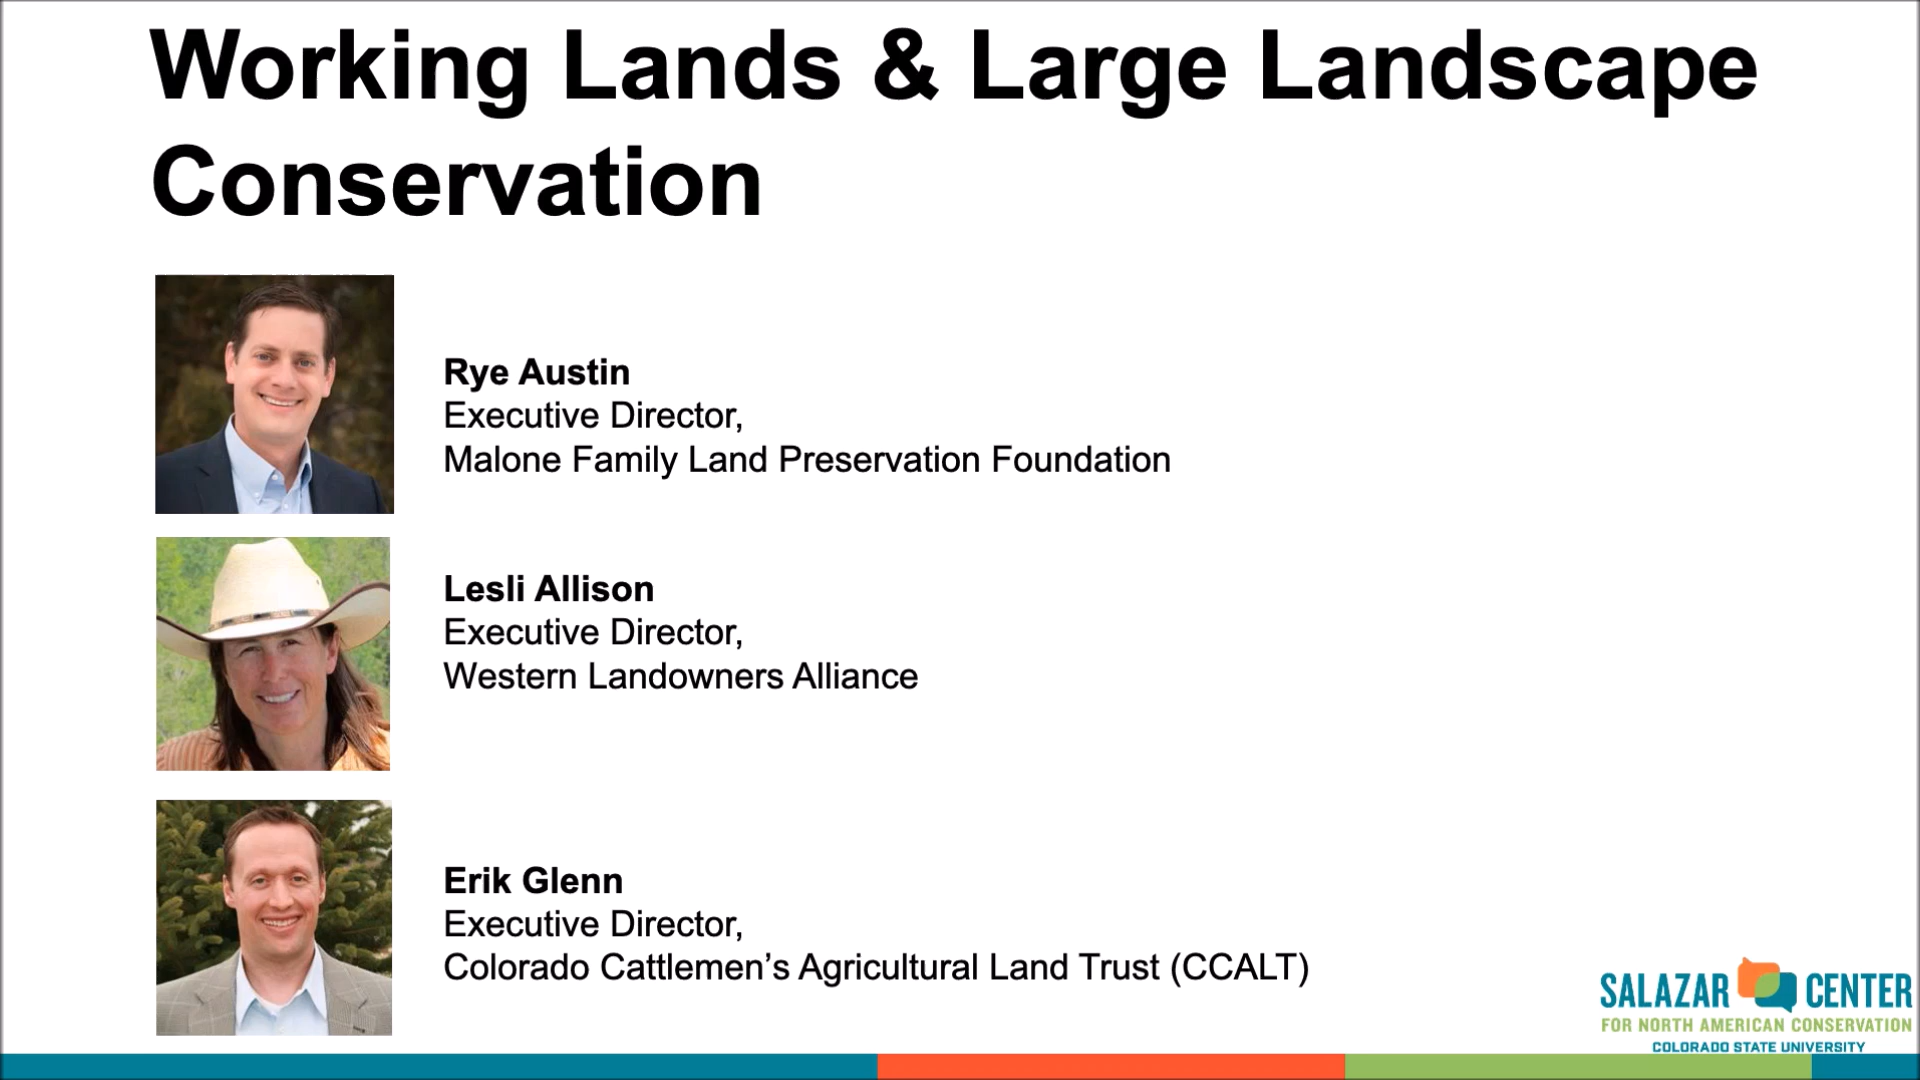 Working Lands & Large Landscape
Conservation
Rye Austin
Executive Director,
Malone Family Land Preservation Foundation
Lesli Allison
Executive Director,
Western Landowners Alliance
Erik Glenn
Executive Director,
Colorado Cattlemen’s Agricultural Land Trust (CCALT)
SALAZAR CENTER
FOR NORTH AMERICAN CONSERVATION
COLORADO STATE UNIVERSITY